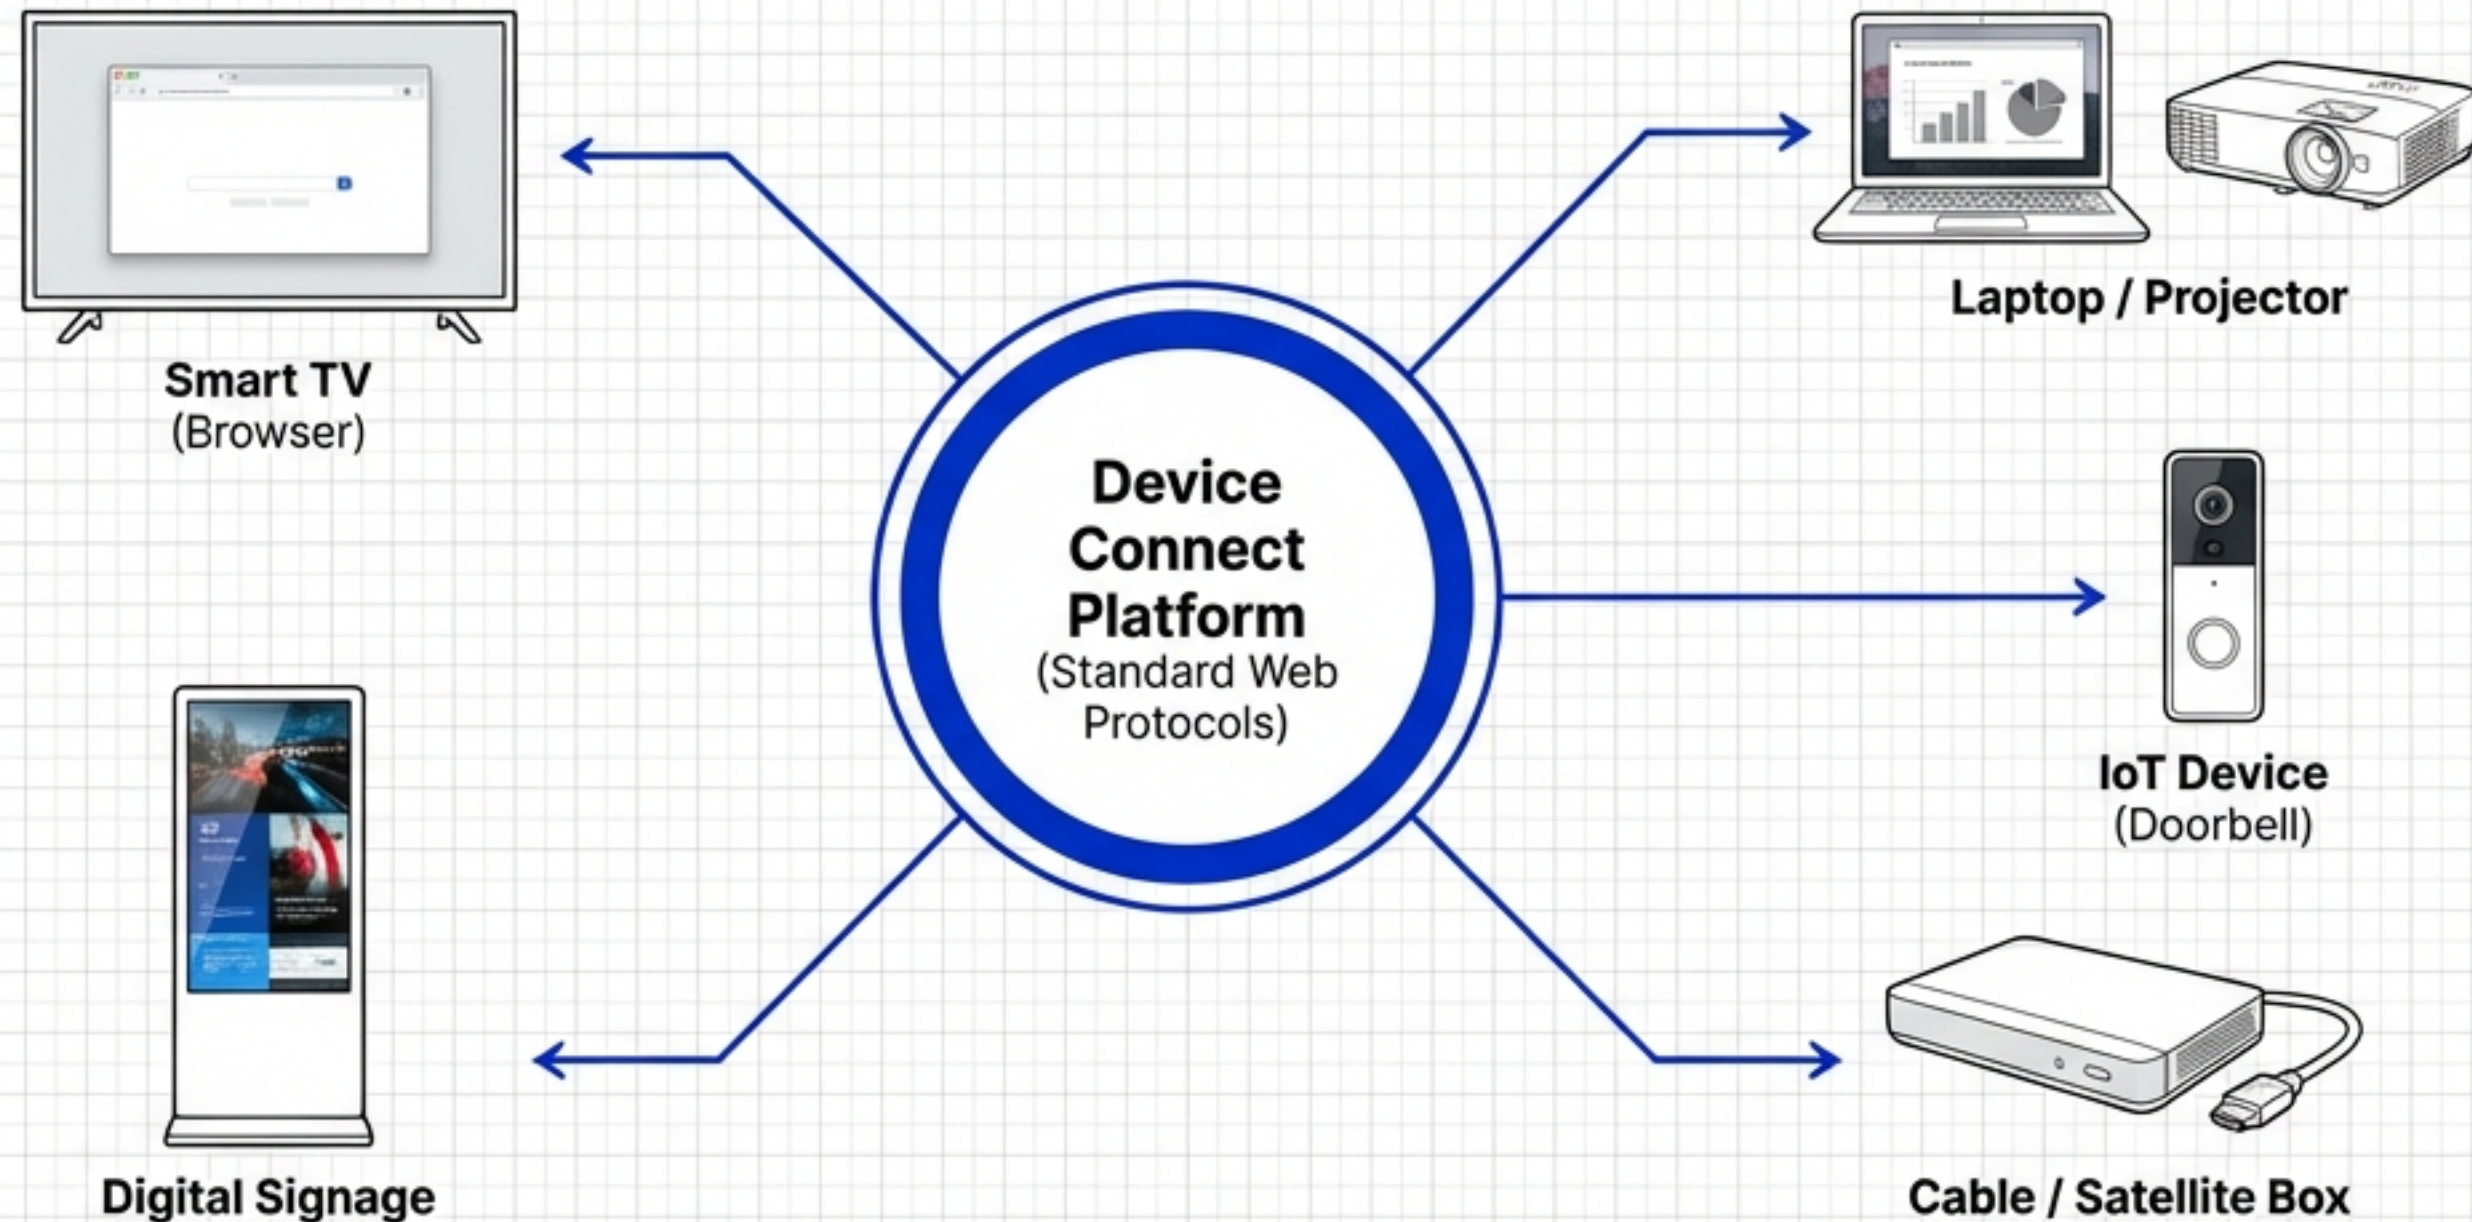 Smart TV
(Browser)
Laptop / Projector
Device
Connect
Platform
(Standard Web
Protocols)
IoT Device
(Doorbell)
Digital Signage
Cable / Satellite Box